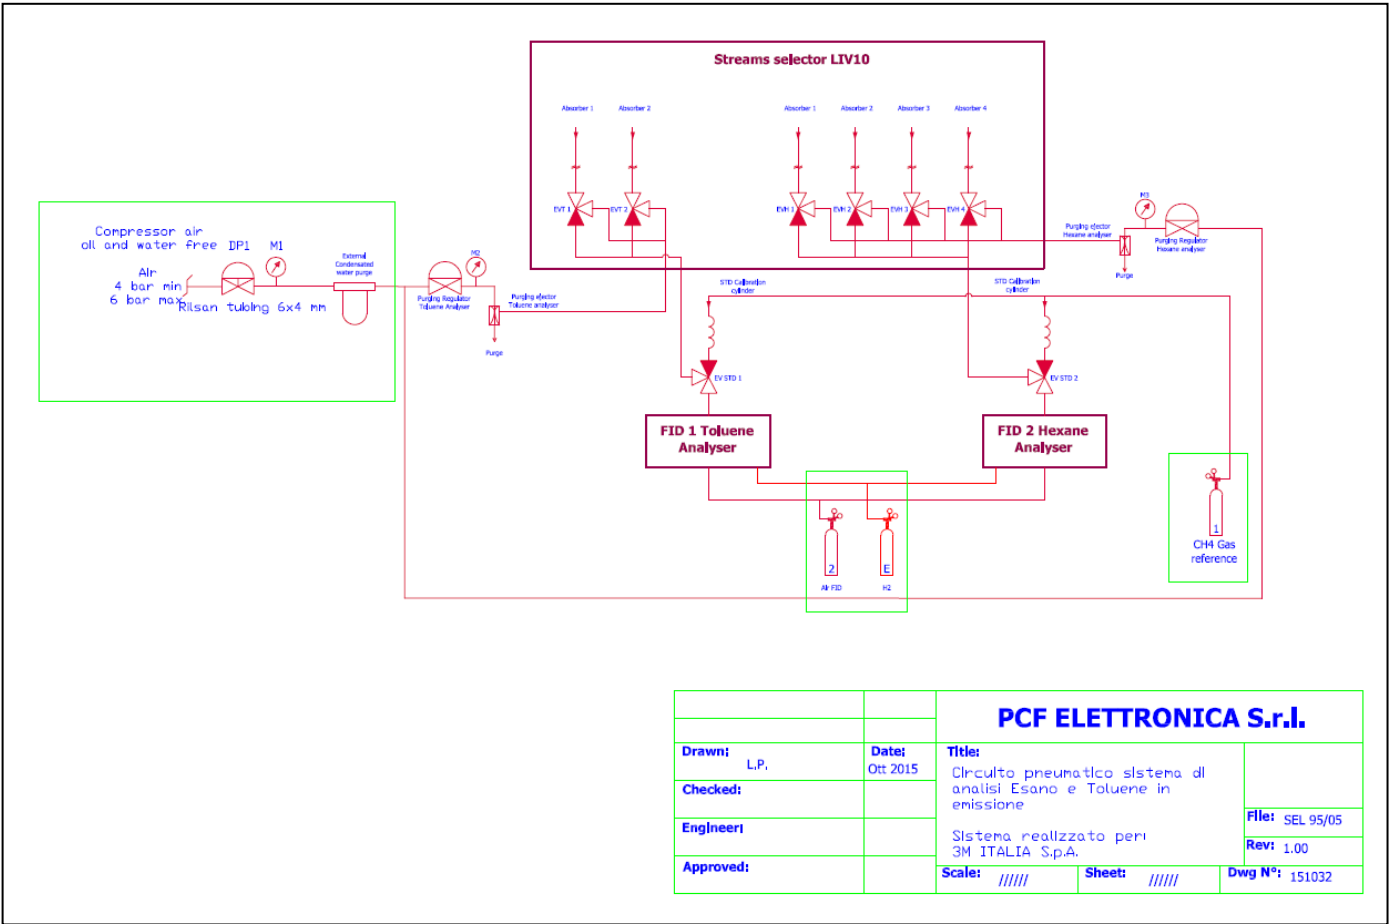 Streams selector LIV10
Absorber 1
Absorber 2
Absorber 1
Absorber 2
Absorber 3
Absorber 4
EVT 1
EVT 2
EVH 1
EVH 2
EVH 3
EVH 4
M3
Purging ejector
Hexane analyser
Purging Regulator
Hexane analyser
Purge
Compressor air
oil and water free
DP1
M1
Air
4 bar min
6 bar max
Rilsan tubing 6x4 mm
External
Condensated
water purge
M2
Purging Regulator
Toluene Analyser
Purging ejector
Toluene analyser
Purge
STD Calibration
cylinder
STD Calibration
cylinder
EV STD 1
EV STD 2
FID 1 Toluene
Analyser
FID 2 Hexane
Analyser
2
Air FID
E
H2
1
CH4 Gas
reference
PCF ELETTRONICA S.r.l.
Drawn:
L.P.
Date:
Ott 2015
Title:
Circuito pneumatico sistema di
analisi Esano e Toluene in
emissione
Sistema realizzato per:
3M ITALIA S.p.A.
Checked:
Engineer:
Approved:
File: SEL 95/05
Rev: 1.00
Scale: //////
Sheet: //////
Dwg N°: 151032